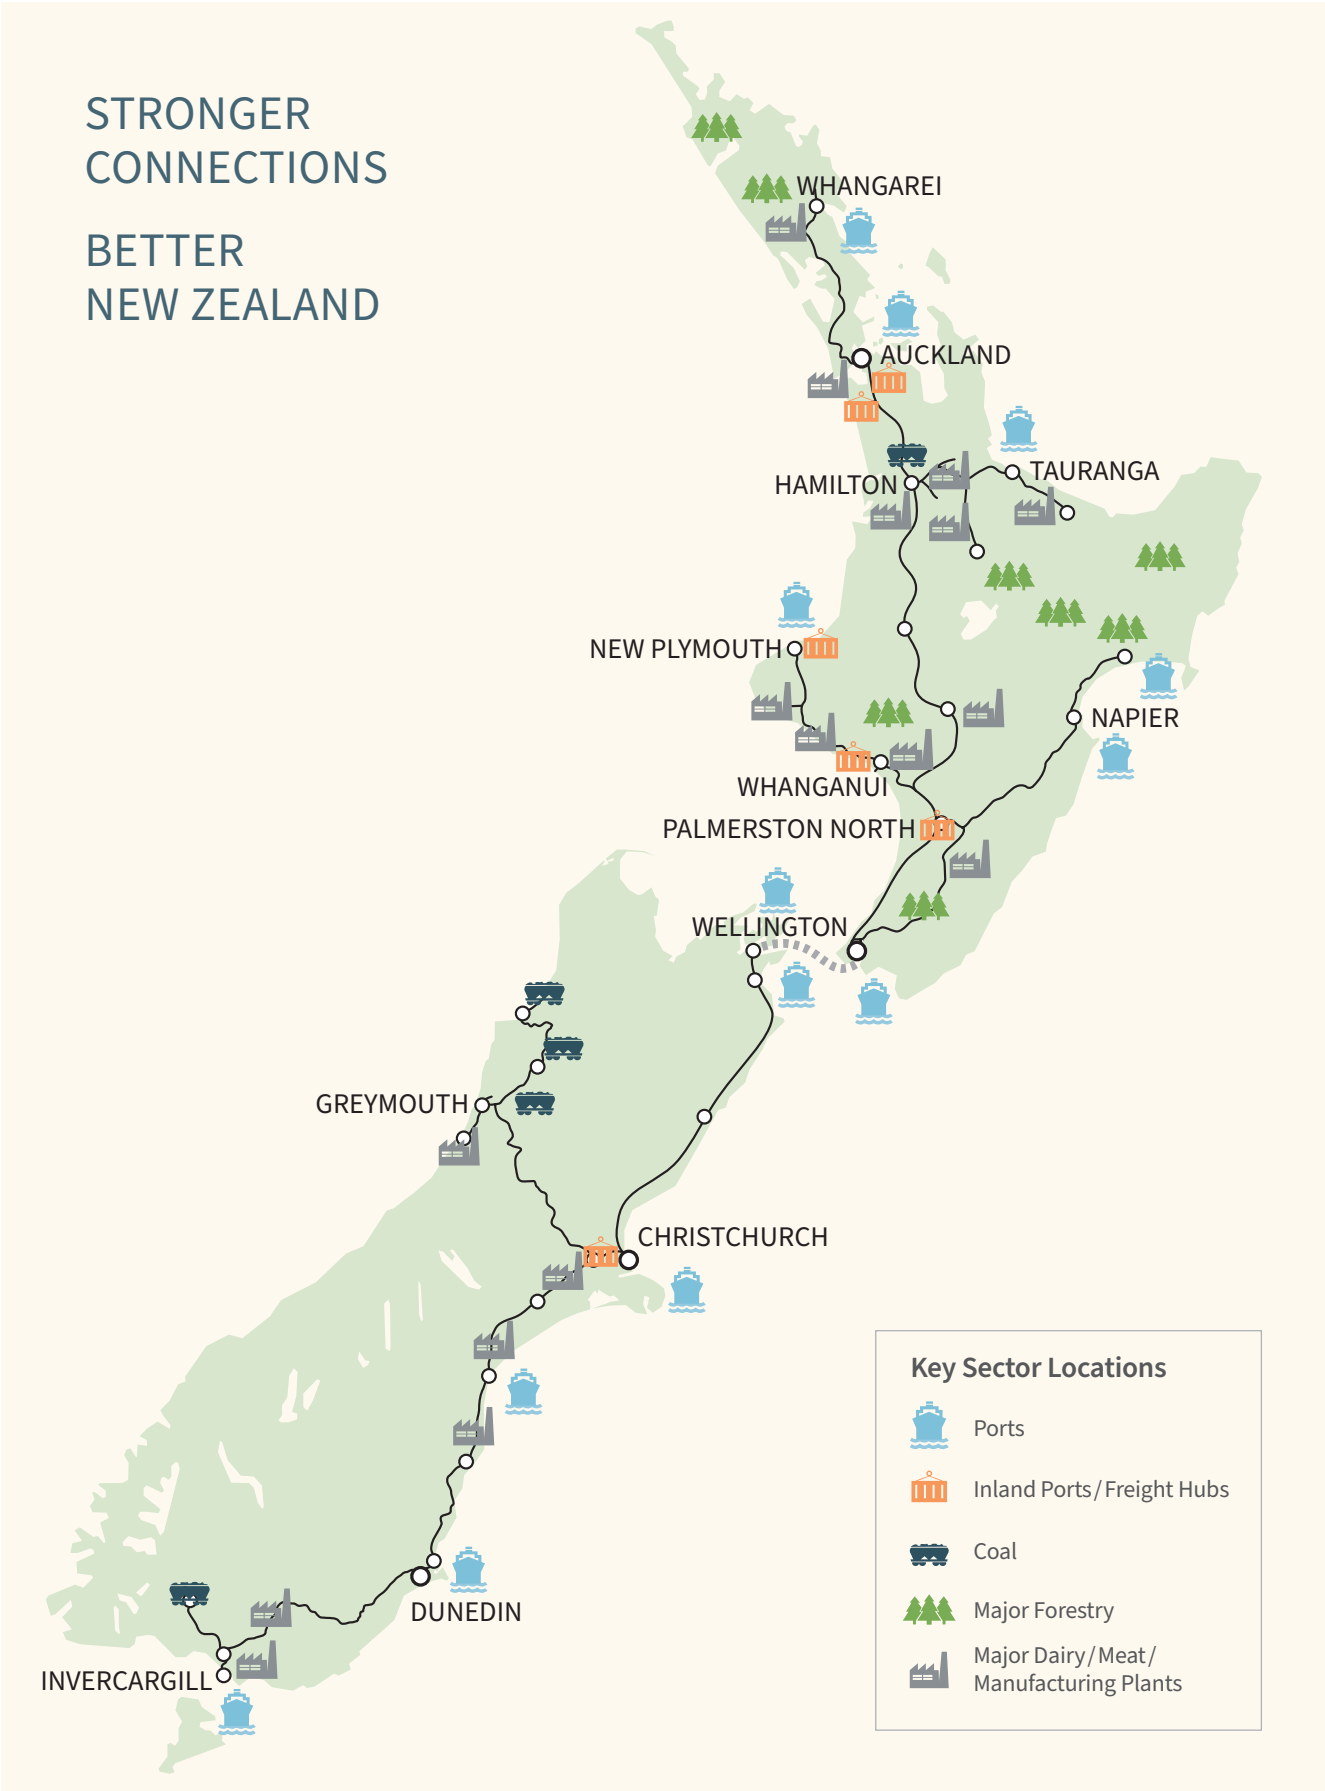 STRONGER
CONNECTIONS
BETTER
NEW ZEALAND
WHANGAREI
AUCKLAND
TAURANGA
HAMILTON
NEW PLYMOUTH
NAPIER
WHANGANUI
PALMERSTON NORTH
WELLINGTON
GREYMOUTH
CHRISTCHURCH
DUNEDIN
INVERCARGILL
Key Sector Locations
Ports
Inland Ports/Freight Hubs
Coal
Major Forestry
Major Dairy/Meat/
Manufacturing Plants